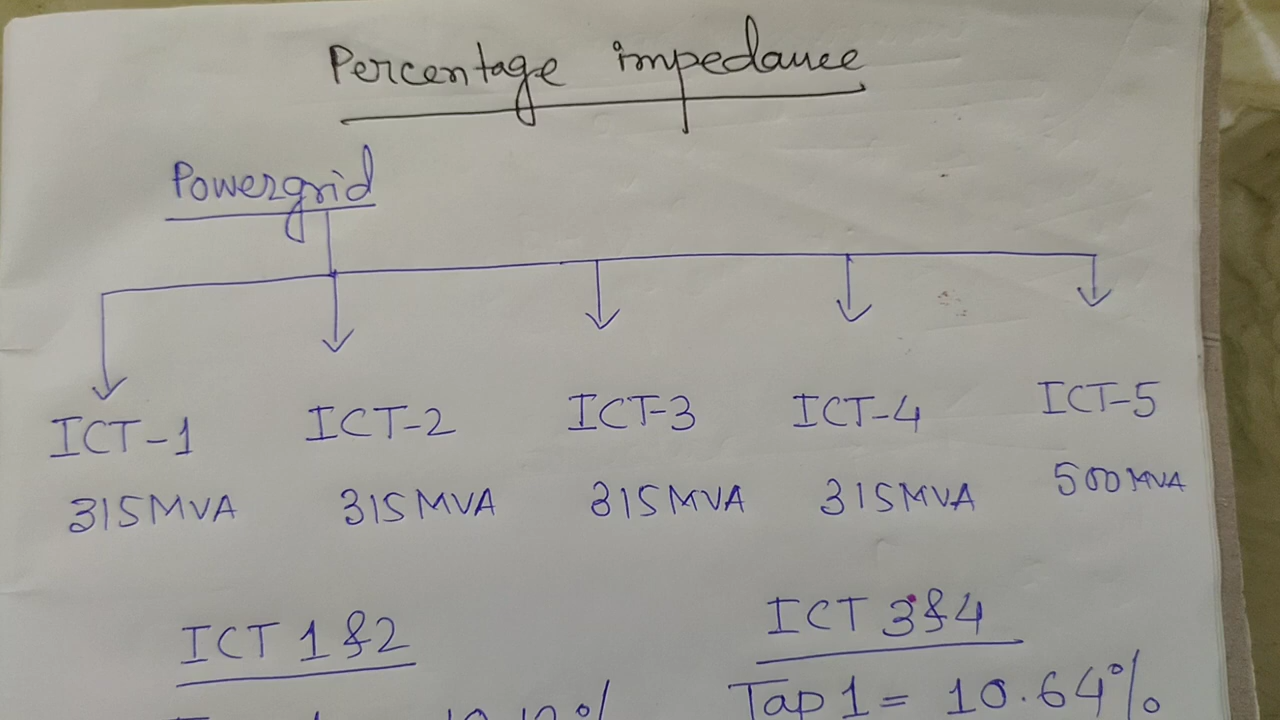 Percentage impedance
Powergrid
ICT-1 ICT-2 ICT-3 ICT-4 ICT-5
315MVA 315MVA 315MVA 315MVA 500MVA
ICT 1&2 ICT 3&4
Tap 1 = 10.64%